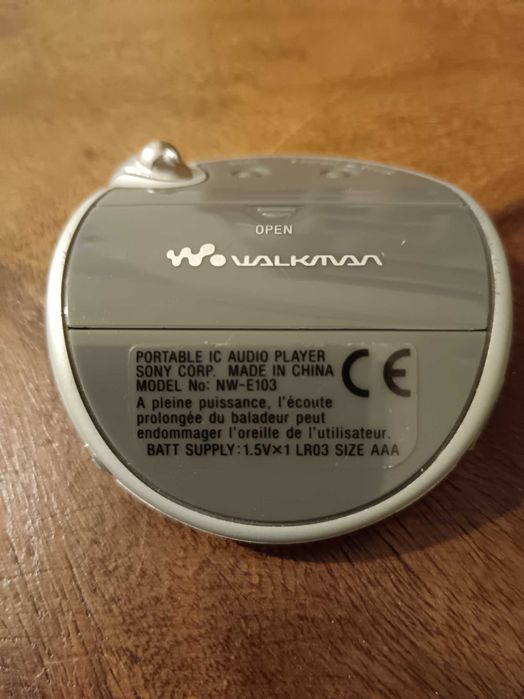 OPEN
WALKMAN
PORTABLE IC AUDIO PLAYER
SONY CORP. MADE IN CHINA
MODEL No: NW-E103
CE
A pleine puissance, l'écoute
prolongée du baladeur peut
endommager l'oreille de l'utilisateur.
BATT SUPPLY:1.5V×1 LR03 SIZE AAA